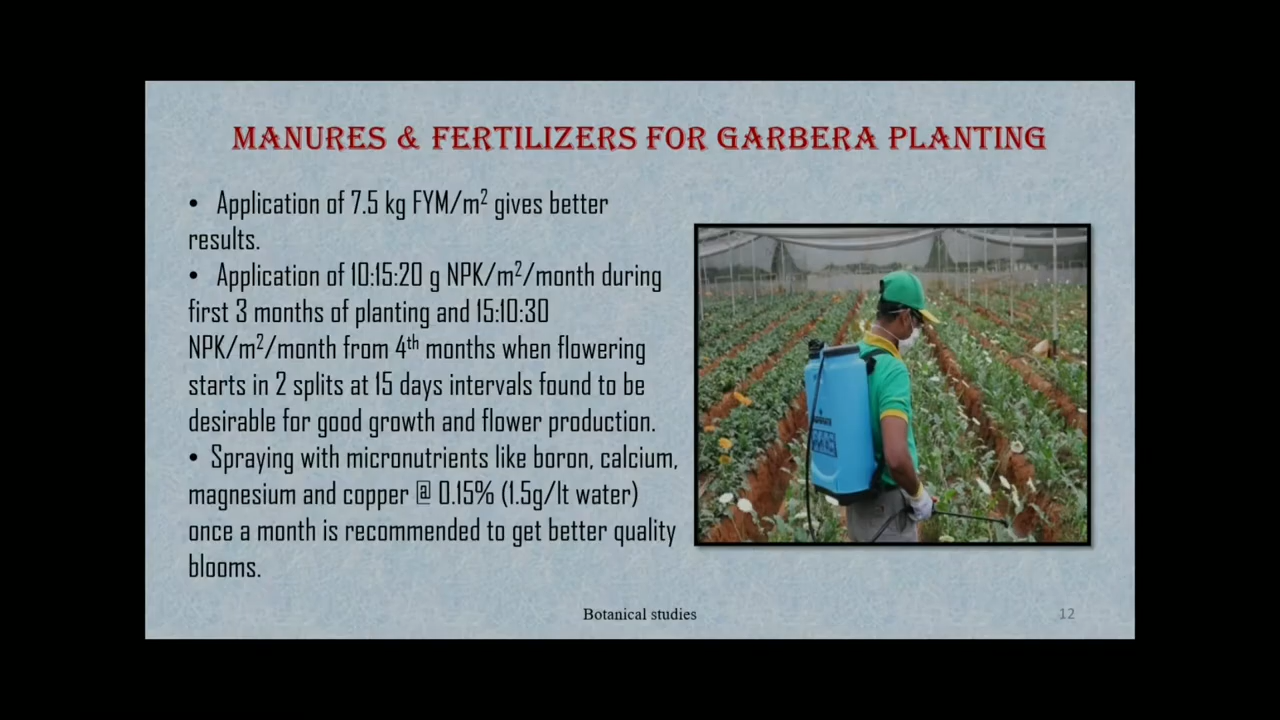 MANURES & FERTILIZERS FOR GARBERA PLANTING
• Application of 7.5 kg FYM/m² gives better
results.
• Application of 10:15:20 g NPK/m²/month during
first 3 months of planting and 15:10:30
NPK/m²/month from 4th months when flowering
starts in 2 splits at 15 days intervals found to be
desirable for good growth and flower production.
• Spraying with micronutrients like boron, calcium,
magnesium and copper @ 0.15% (1.5g/lt water)
once a month is recommended to get better quality
blooms.
Botanical studies
12